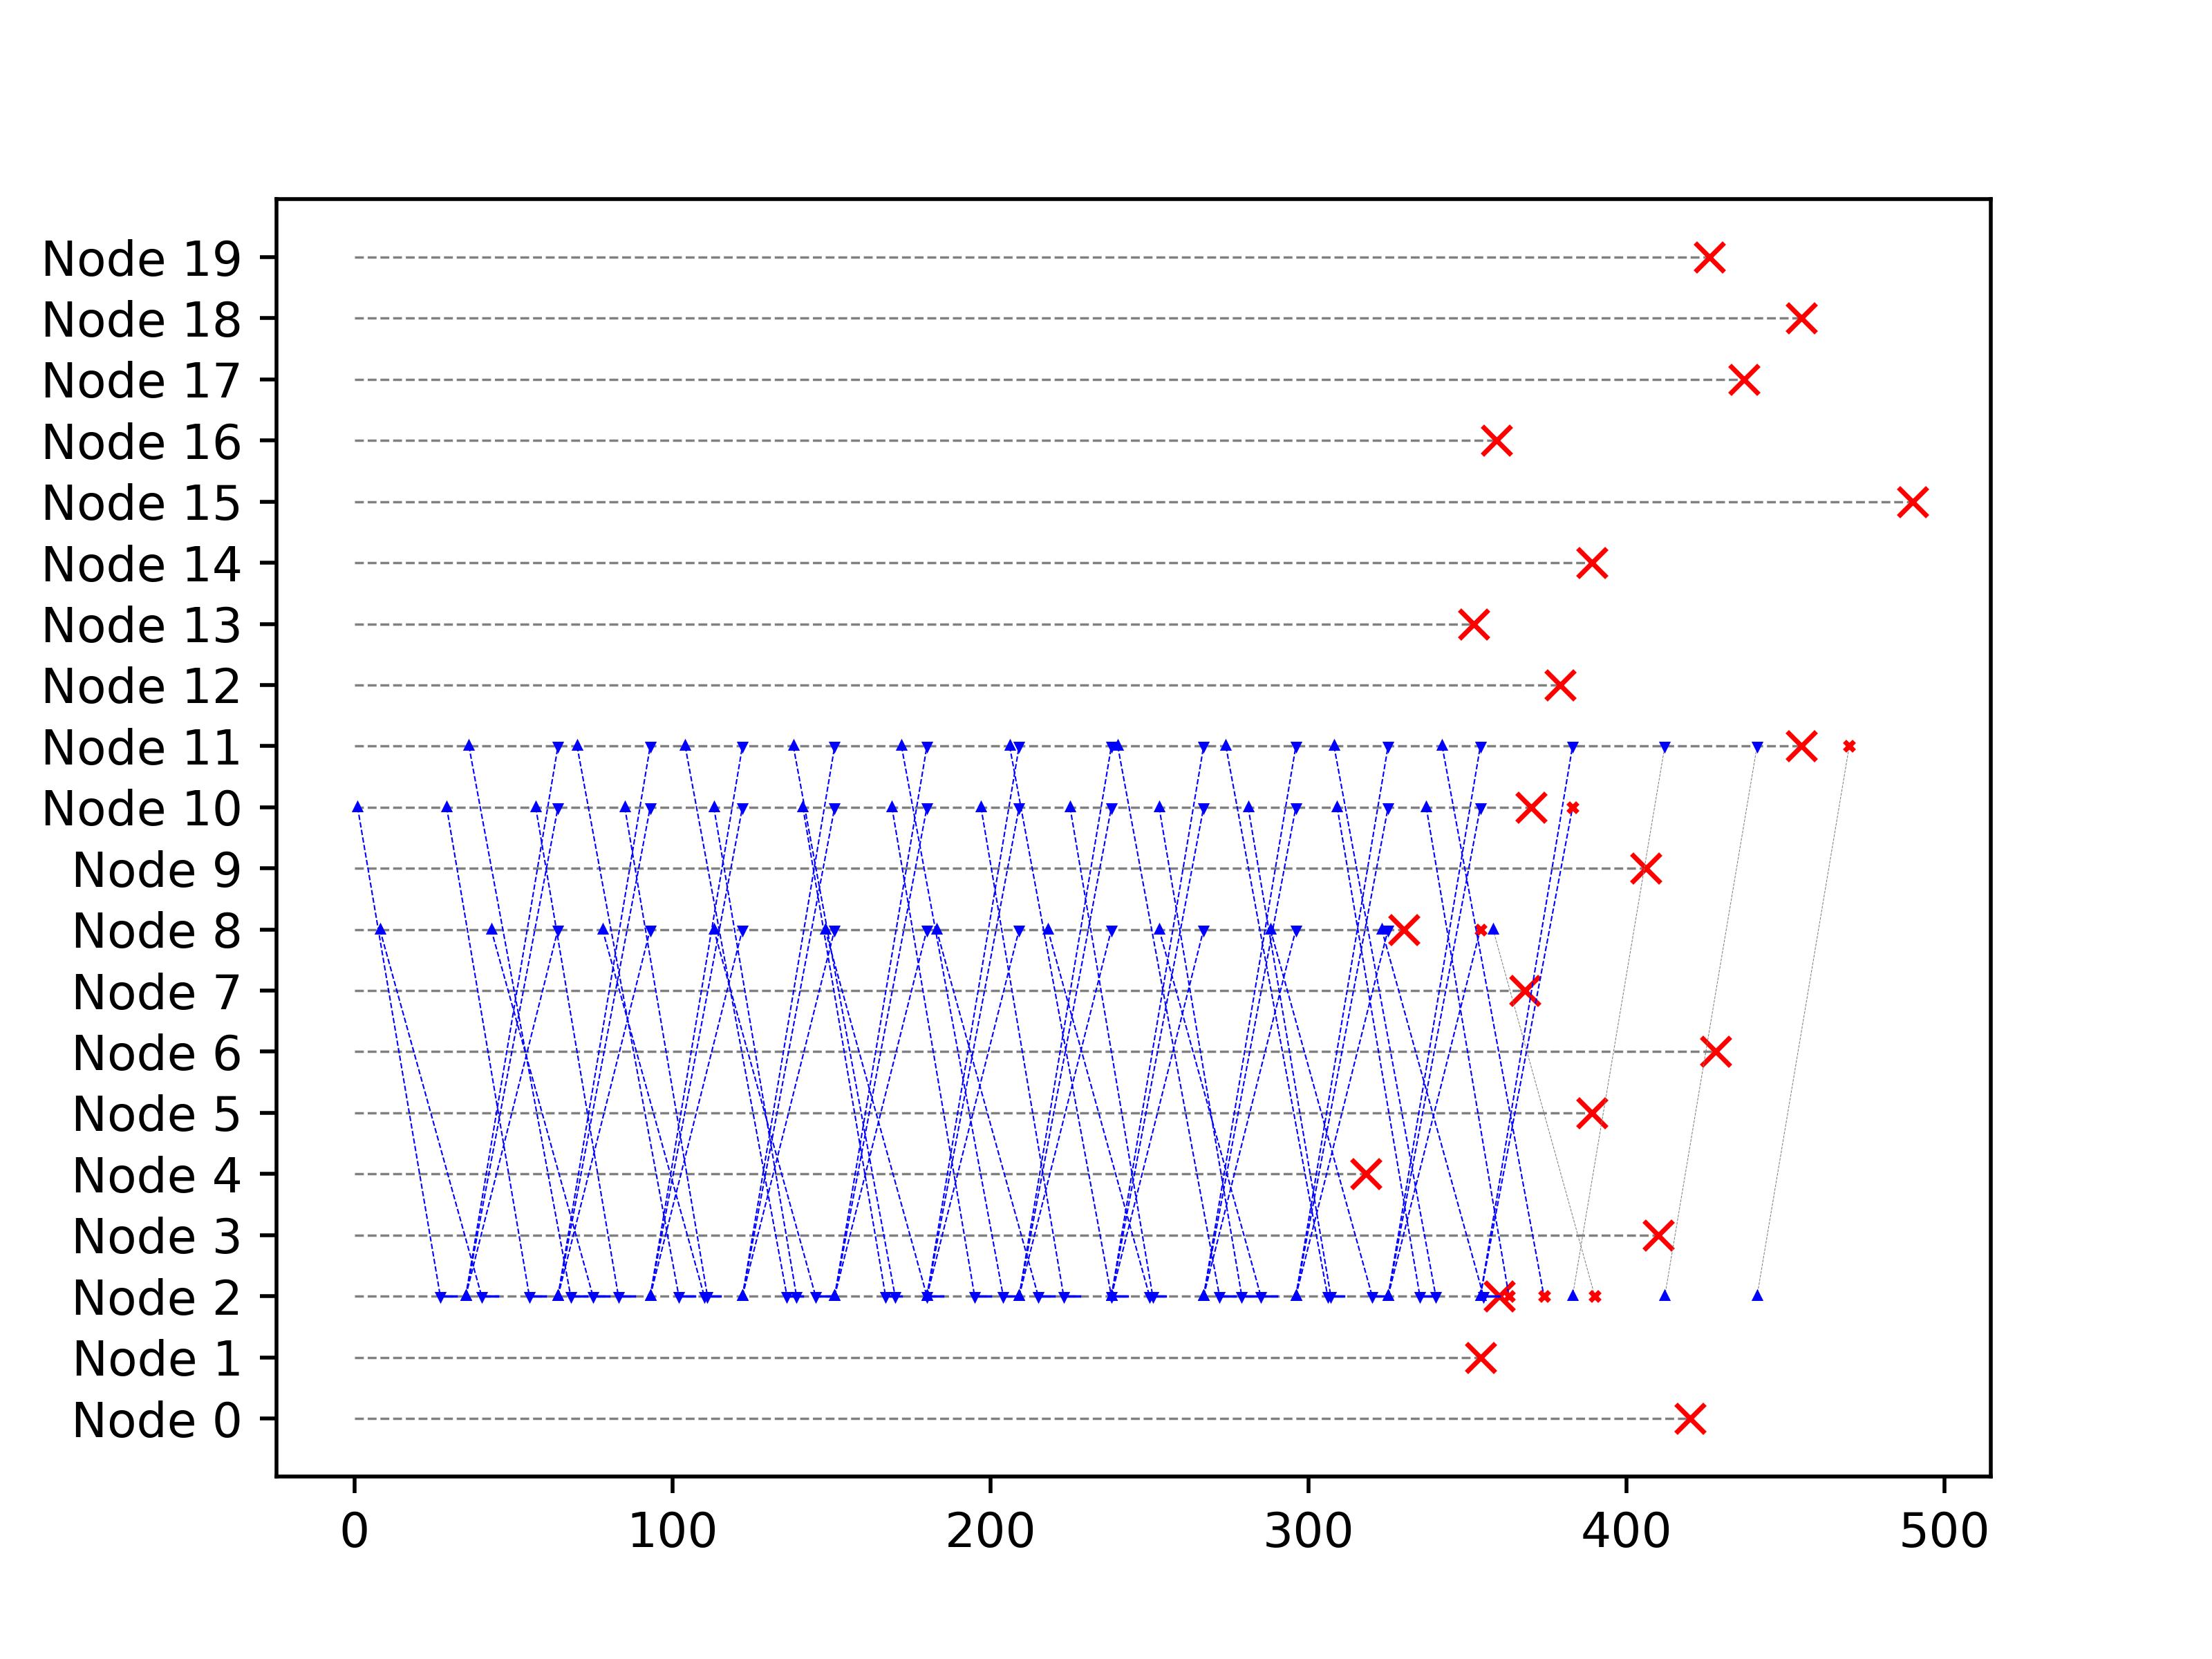 Node 19
Node 18
Node 17
Node 16
Node 15
Node 14
Node 13
Node 12
Node 11
Node 10
Node 9
Node 8
Node 7
Node 6
Node 5
Node 4
Node 3
Node 2
Node 1
Node 0
0 100 200 300 400 500